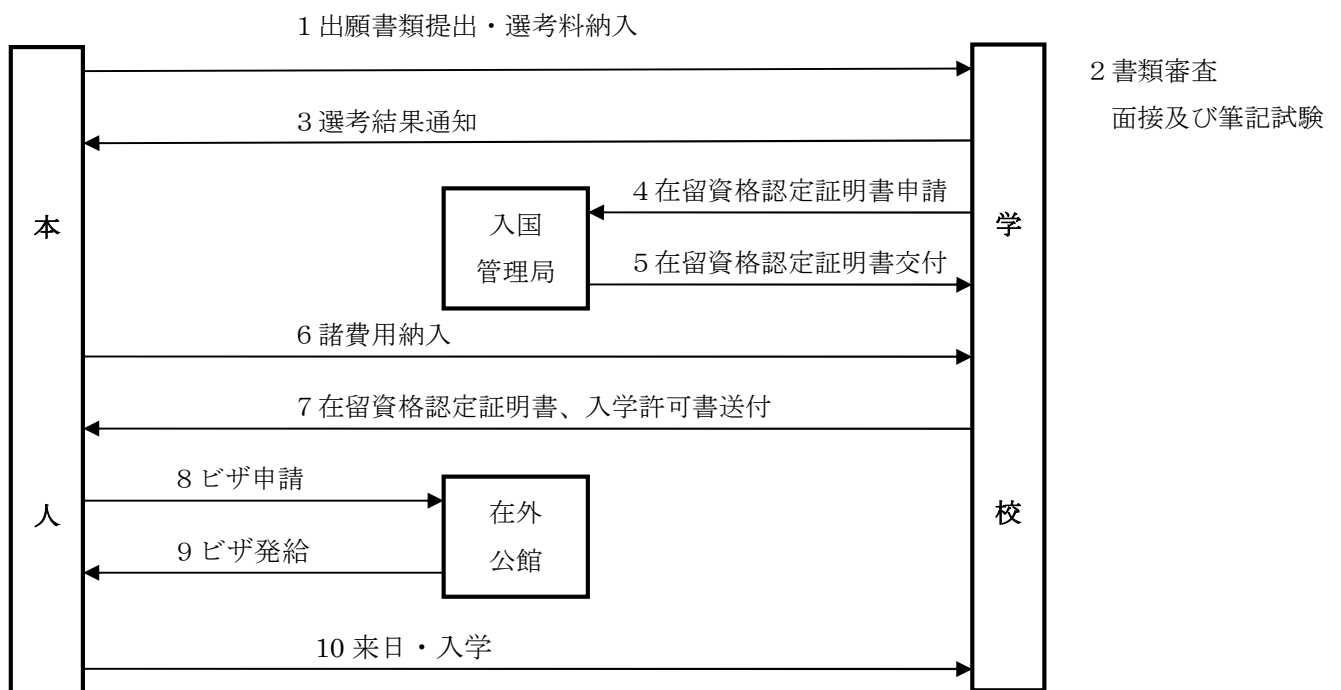 1 出願書類提出・選考料納入
2 書類審査
面接及び筆記試験
3 選考結果通知
4 在留資格認定証明書申請
本
入国
管理局
学
5 在留資格認定証明書交付
6 諸費用納入
7 在留資格認定証明書、入学許可書送付
8 ビザ申請
人
在外
公館
校
9 ビザ発給
10 来日・入学